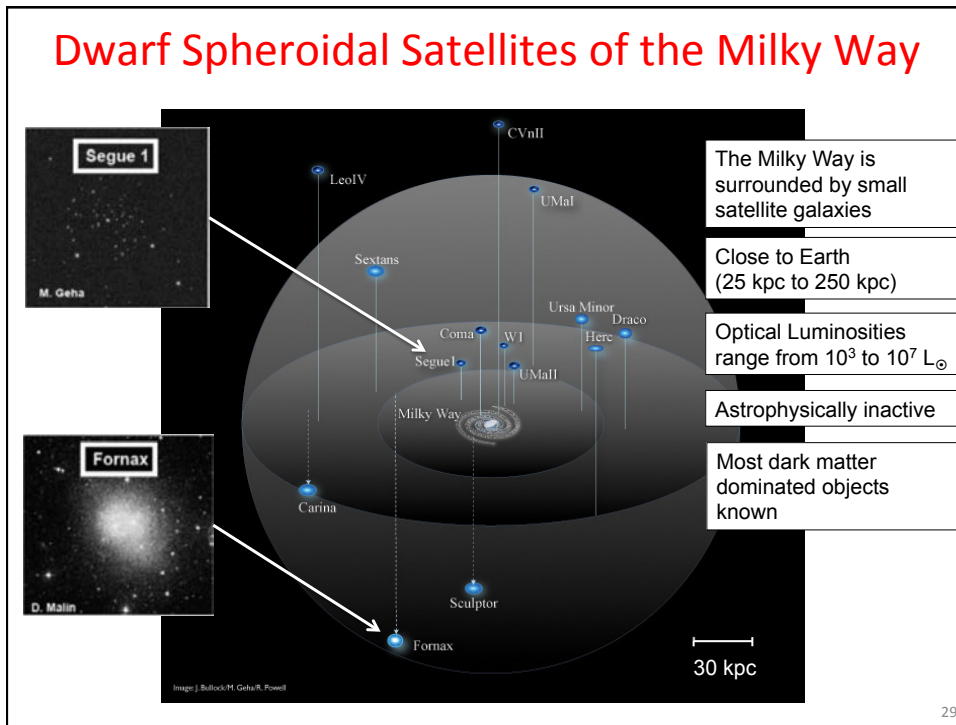 Dwarf Spheroidal Satellites of the Milky Way
Segue 1
M. Geha
Fornax
D. Malin
CVnII
LeoIV
UMaI
Sextans
Ursa Minor
Draco
Coma
W1
Herc
Segue1
UMaII
Milky Way
Carina
Sculptor
Fornax
30 kpc
Image: J. Bullock/M. Geha/R. Powell
The Milky Way is
surrounded by small
satellite galaxies
Close to Earth
(25 kpc to 250 kpc)
Optical Luminosities
range from 10³ to 10⁷ L☉
Astrophysically inactive
Most dark matter
dominated objects
known
29